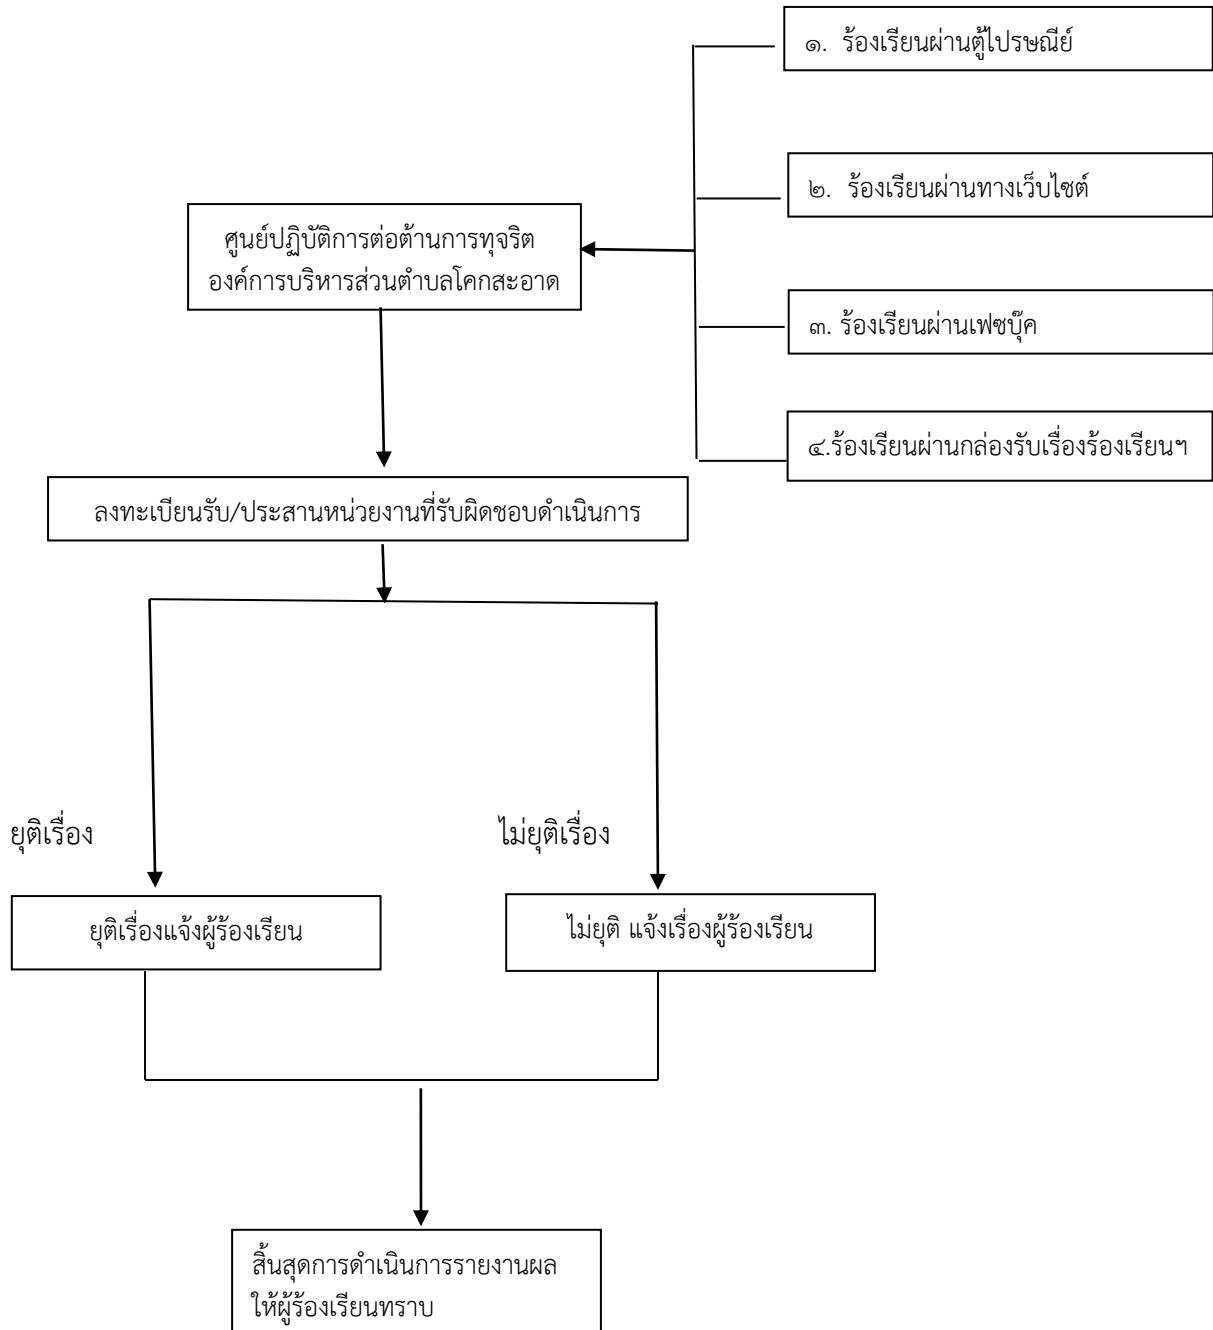 ๑. ร้องเรียนผ่านตู้ไปรษณีย์
๒. ร้องเรียนผ่านทางเว็บไซต์
ศูนย์ปฏิบัติการต่อต้านการทุจริต
องค์การบริหารส่วนตำบลโคกสะอาด
๓. ร้องเรียนผ่านเฟซบุ๊ค
๔.ร้องเรียนผ่านกล่องรับเรื่องร้องเรียนฯ
ลงทะเบียนรับ/ประสานหน่วยงานที่รับผิดชอบดำเนินการ
ยุติเรื่อง
ไม่ยุติเรื่อง
ยุติเรื่องแจ้งผู้ร้องเรียน
ไม่ยุติ แจ้งเรื่องผู้ร้องเรียน
สิ้นสุดการดำเนินการรายงานผล
ให้ผู้ร้องเรียนทราบ